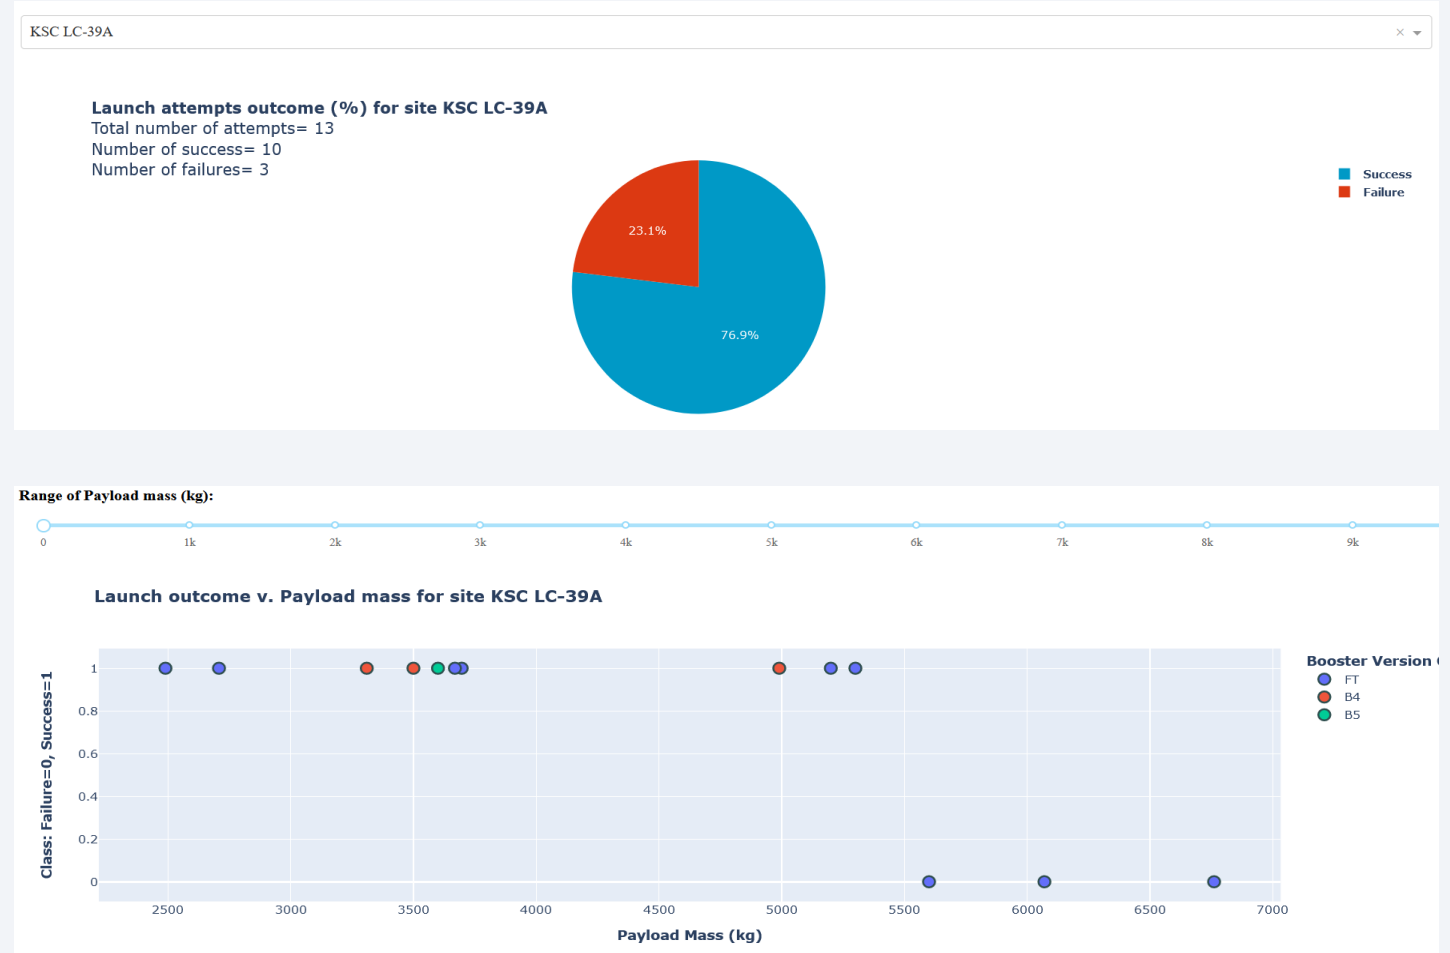 KSC LC-39A
×
Launch attempts outcome (%) for site KSC LC-39A
Total number of attempts= 13
Number of success= 10
Number of failures= 3
Success
Failure
23.1%
76.9%
Range of Payload mass (kg):
0 1k 2k 3k 4k 5k 6k 7k 8k 9k
Launch outcome v. Payload mass for site KSC LC-39A
Booster Version
FT
B4
B5
Class: Failure=0, Success=1
1
0.8
0.6
0.4
0.2
0
2500 3000 3500 4000 4500 5000 5500 6000 6500 7000
Payload Mass (kg)